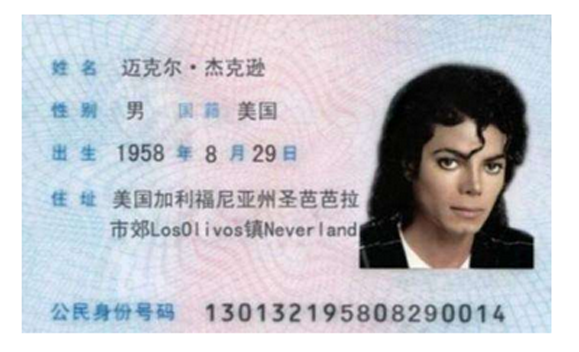 姓 名 迈克尔·杰克逊
性 别 男 国 籍 美国
出 生 1958 年 8 月 29 日
住 址 美国加利福尼亚州圣芭芭拉
市郊LosOlivos镇Neverland
公民身份号码 130132195808290014